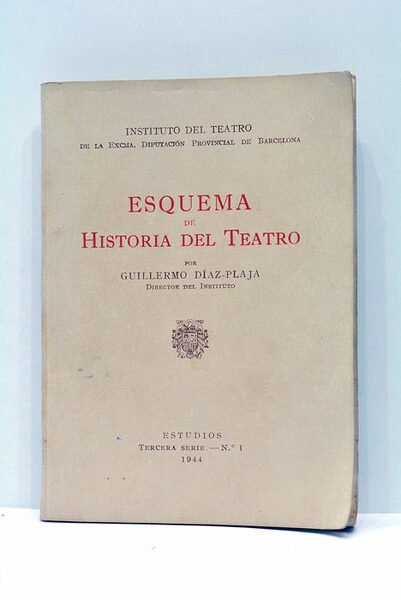 INSTITUTO DEL TEATRO
DE LA EXCMA. DIPUTACIÓN PROVINCIAL DE BARCELONA
ESQUEMA
DE
HISTORIA DEL TEATRO
POR
GUILLERMO DÍAZ-PLAJA
DIRECTOR DEL INSTITUTO
ESTUDIOS
TERCERA SERIE. — N.º 1
1944